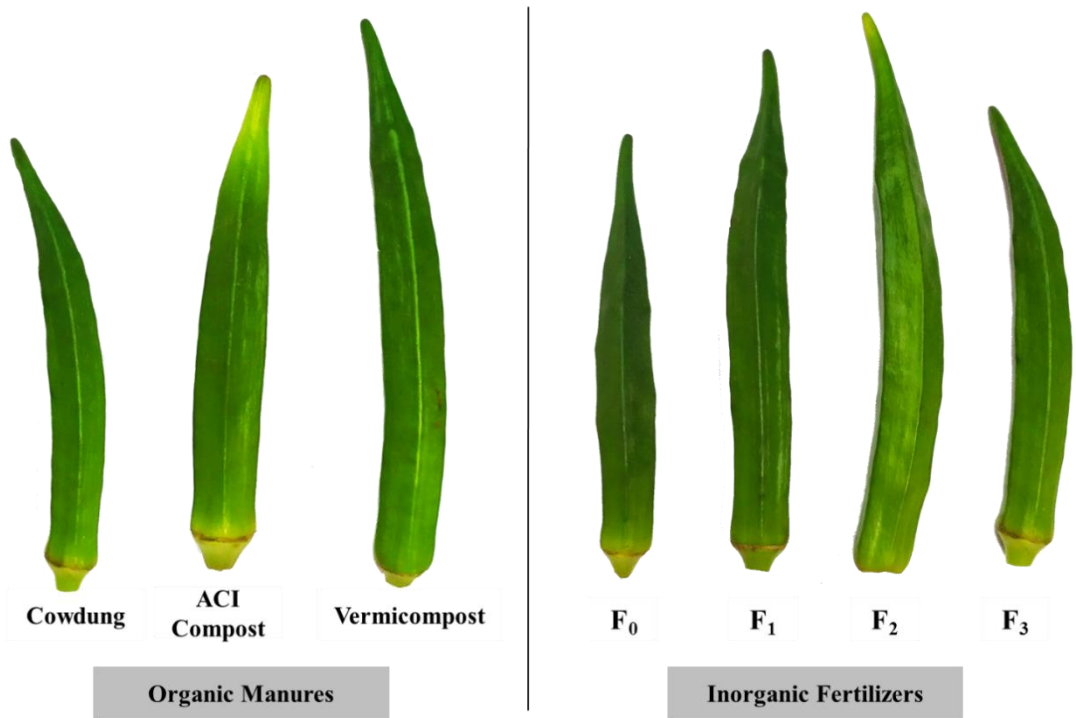 Cowdung
ACI
Compost
Vermicompost
Organic Manures
F₀
F₁
F₂
F₃
Inorganic Fertilizers